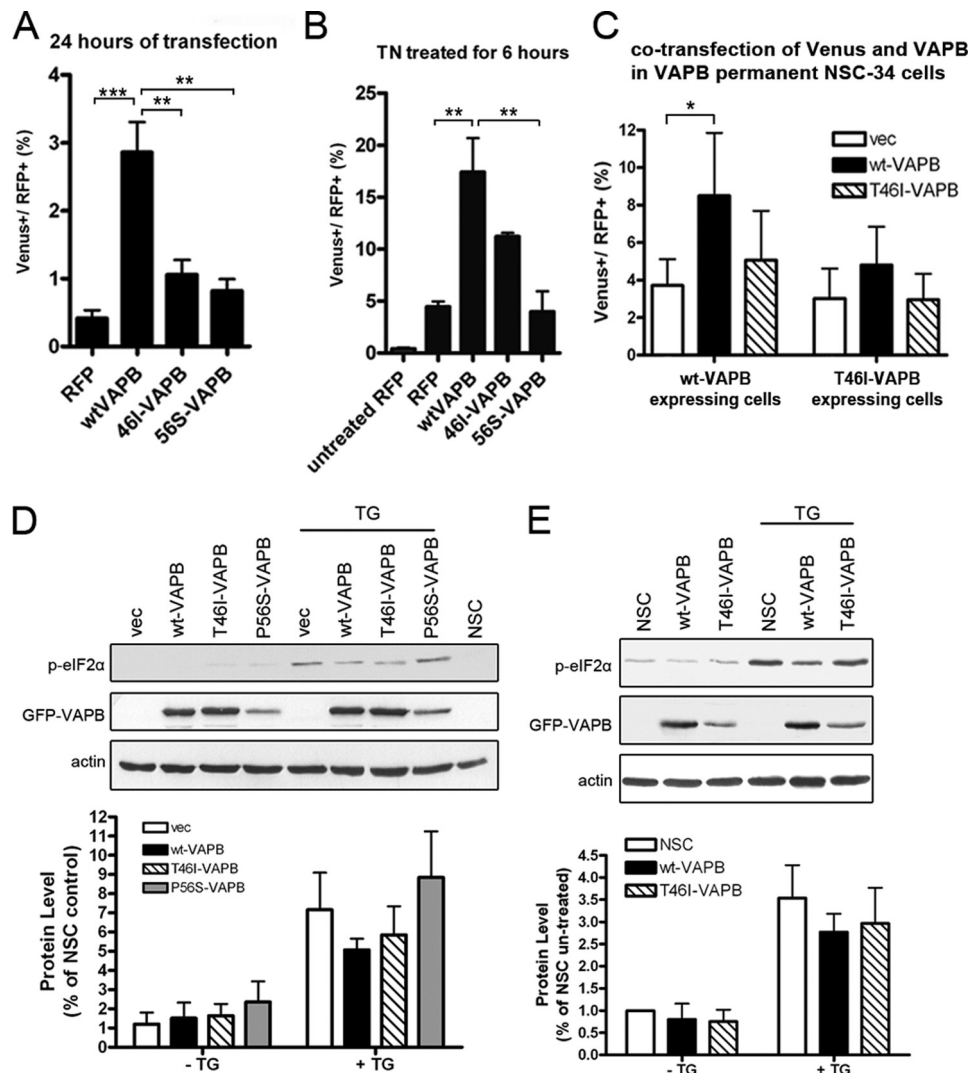 A
24 hours of transfection
Venus+/ RFP+ (%)
4
3
2
1
0
***
**
**
RFP
wtVAPB
46I-VAPB
56S-VAPB
B
TN treated for 6 hours
Venus+/ RFP+ (%)
25
20
15
10
5
0
**
**
untreated RFP
RFP
wtVAPB
46I-VAPB
56S-VAPB
C
co-transfection of Venus and VAPB
in VAPB permanent NSC-34 cells
Venus+/ RFP+ (%)
12
10
8
6
4
2
0
*
vec
wt-VAPB
T46I-VAPB
wt-VAPB
expressing cells
T46I-VAPB
expressing cells
D
TG
vec
wt-VAPB
T46I-VAPB
P56S-VAPB
vec
wt-VAPB
T46I-VAPB
P56S-VAPB
NSC
p-eIF2α
GFP-VAPB
actin
Protein Level
(% of NSC control)
12
11
10
9
8
7
6
5
4
3
2
1
0
vec
wt-VAPB
T46I-VAPB
P56S-VAPB
- TG
+ TG
E
TG
NSC
wt-VAPB
T46I-VAPB
NSC
wt-VAPB
T46I-VAPB
p-eIF2α
GFP-VAPB
actin
Protein Level
(% of NSC un-treated)
4.5
4.0
3.5
3.0
2.5
2.0
1.5
1.0
0.5
0.0
NSC
wt-VAPB
T46I-VAPB
- TG
+ TG